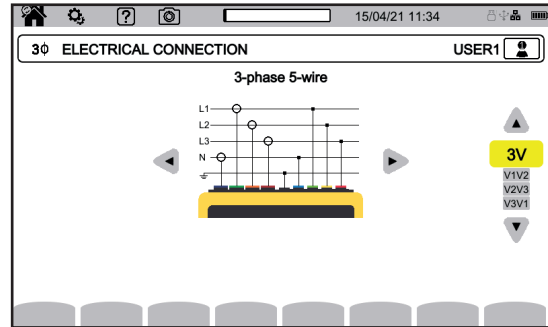 15/04/21 11:34
3ϕ ELECTRICAL CONNECTION USER1
3-phase 5-wire
L1
L2
L3
N
3V
V1V2
V2V3
V3V1